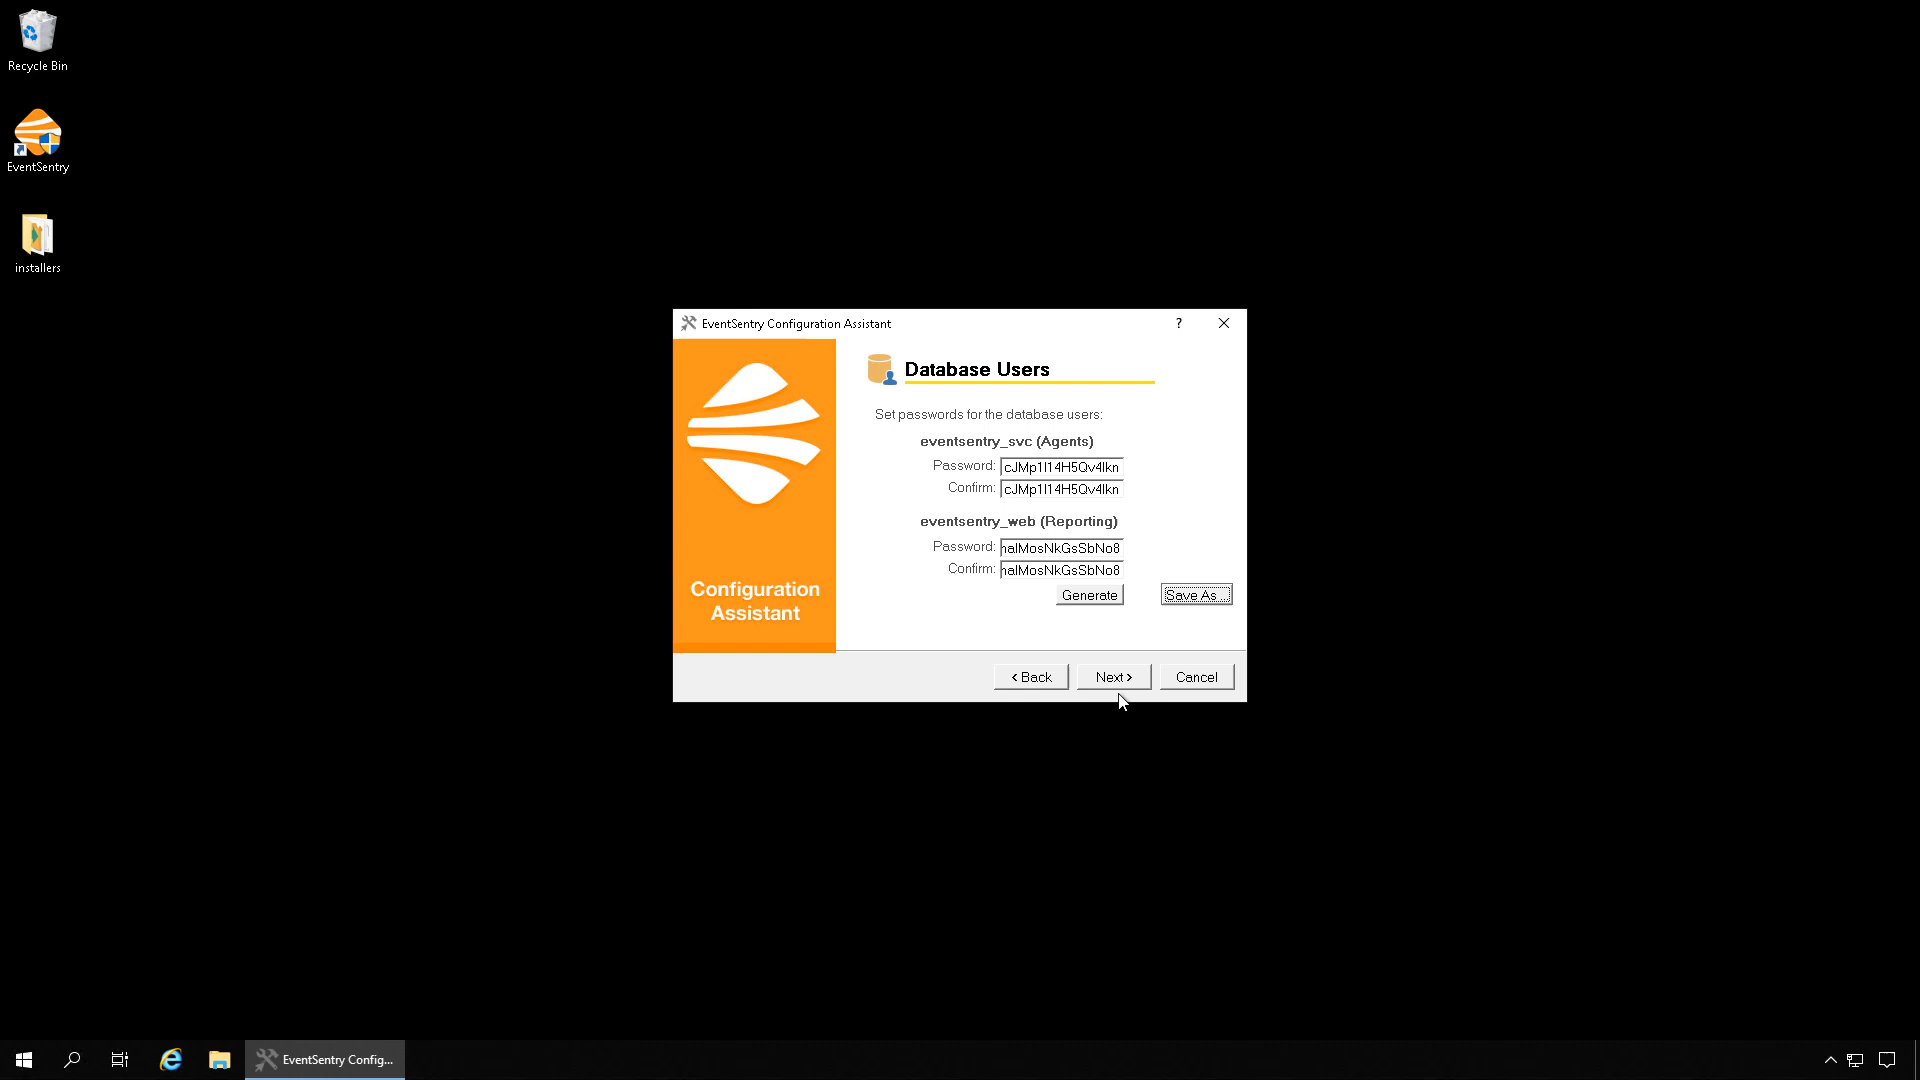 Recycle Bin
EventSentry
installers
EventSentry Configuration Assistant
?
Database Users
Set passwords for the database users:
eventsentry_svc (Agents)
Password:
Confirm:
eventsentry_web (Reporting)
Password:
Confirm:
Generate
Save As ...
Configuration
Assistant
< Back
Next >
Cancel
EventSentry Config...